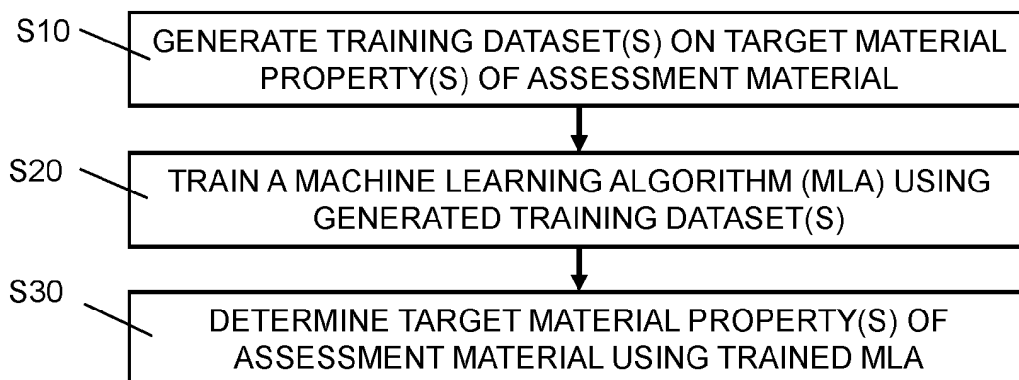 S10
GENERATE TRAINING DATASET(S) ON TARGET MATERIAL
PROPERTY(S) OF ASSESSMENT MATERIAL
S20
TRAIN A MACHINE LEARNING ALGORITHM (MLA) USING
GENERATED TRAINING DATASET(S)
S30
DETERMINE TARGET MATERIAL PROPERTY(S) OF
ASSESSMENT MATERIAL USING TRAINED MLA